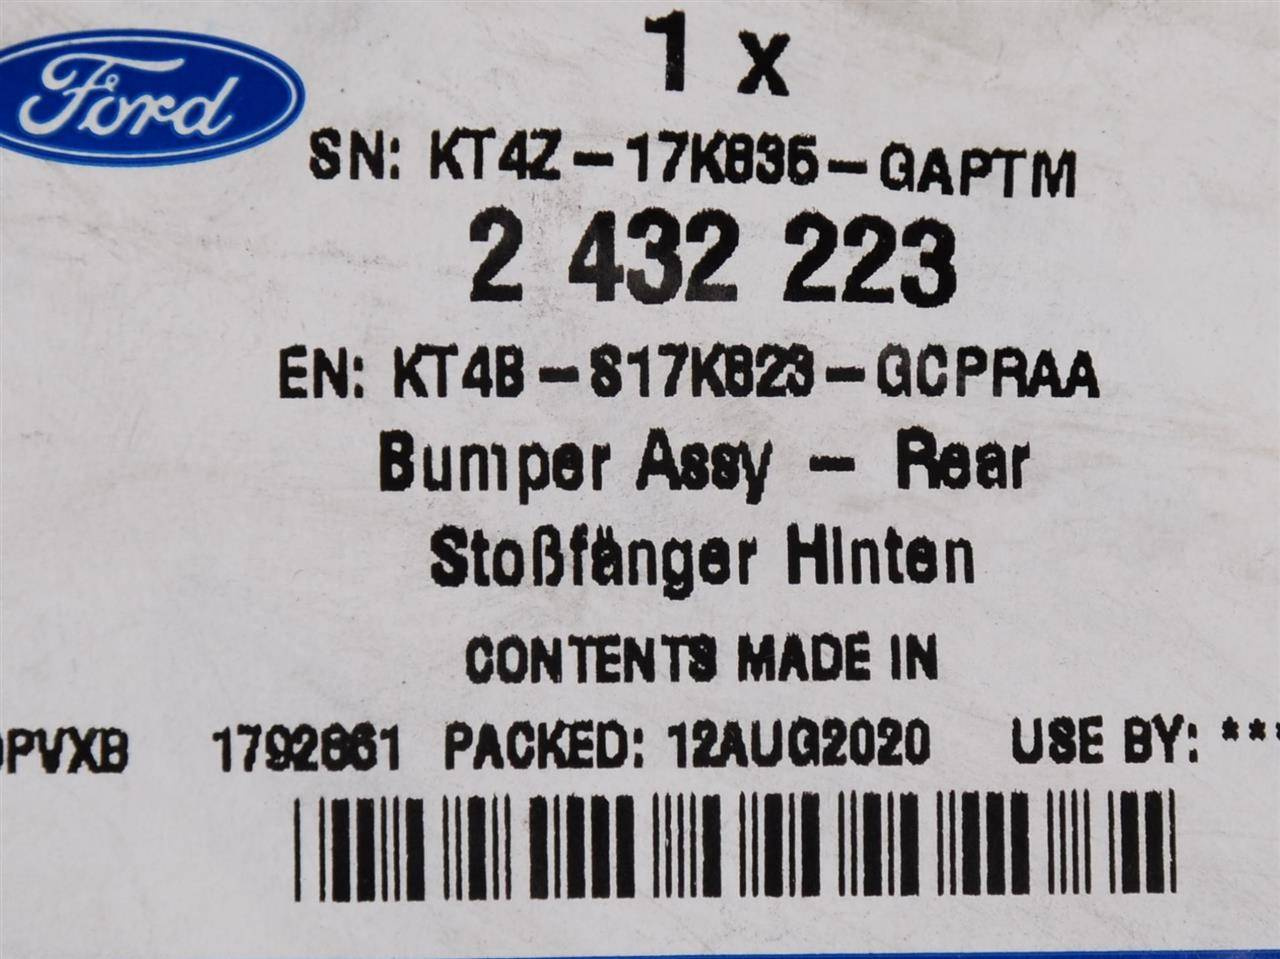 Ford
1 x
SN: KT4Z-17K835-GAPTM
2 432 223
EN: KT4B-S17K823-GCPRAA
Bumper Assy - Rear
Stoßfänger Hinten
CONTENTS MADE IN
PVXB 1792661 PACKED: 12AUG2020 USE BY: ***